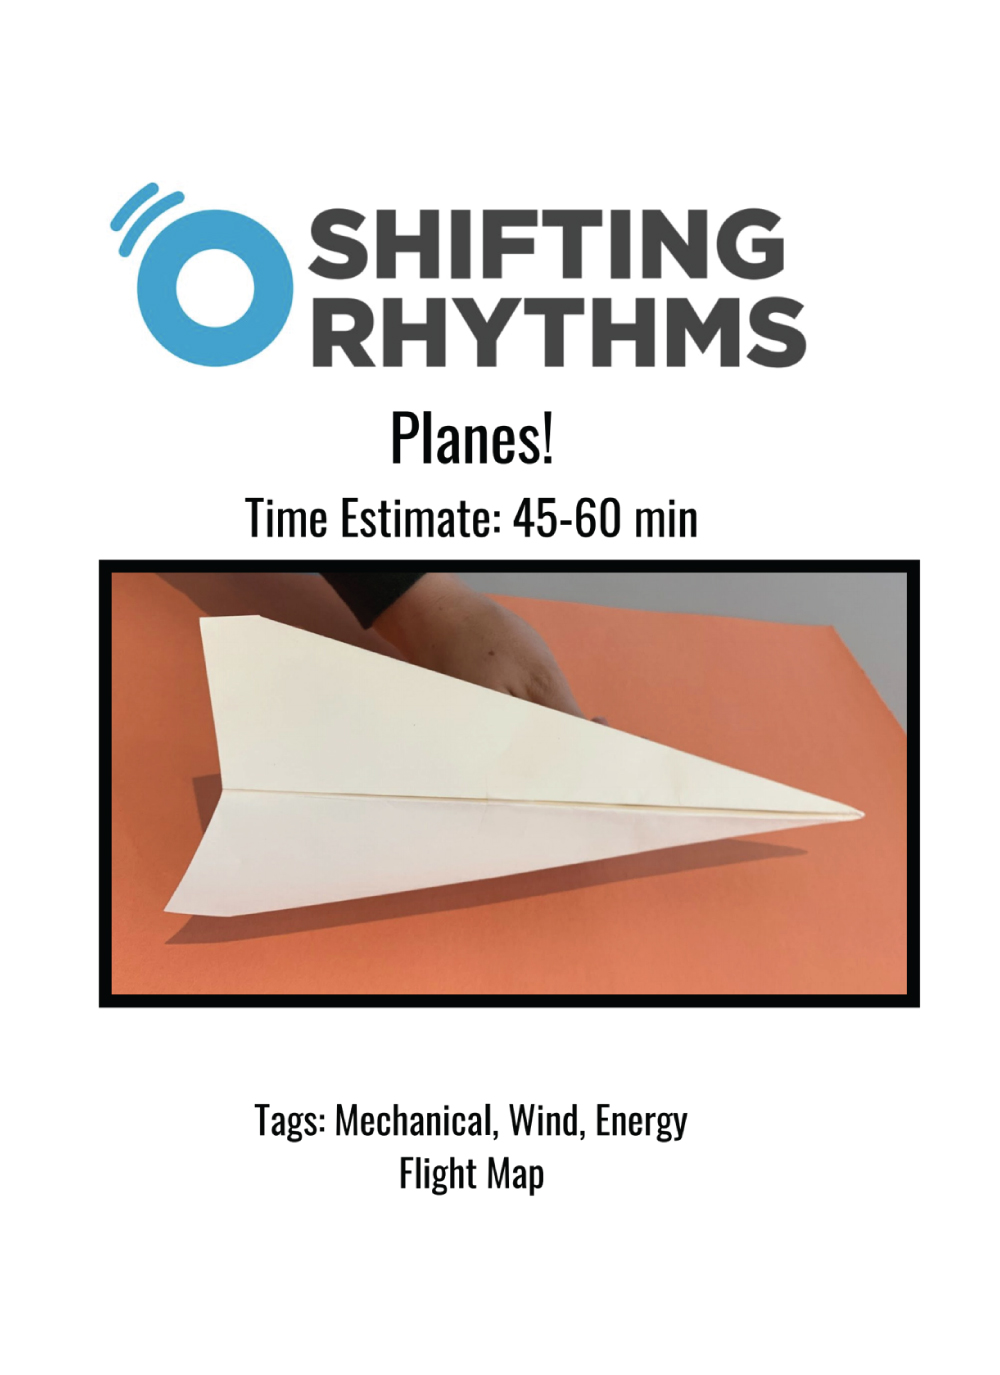 SHIFTING
RHYTHMS
Planes!
Time Estimate: 45-60 min
Tags: Mechanical, Wind, Energy
Flight Map